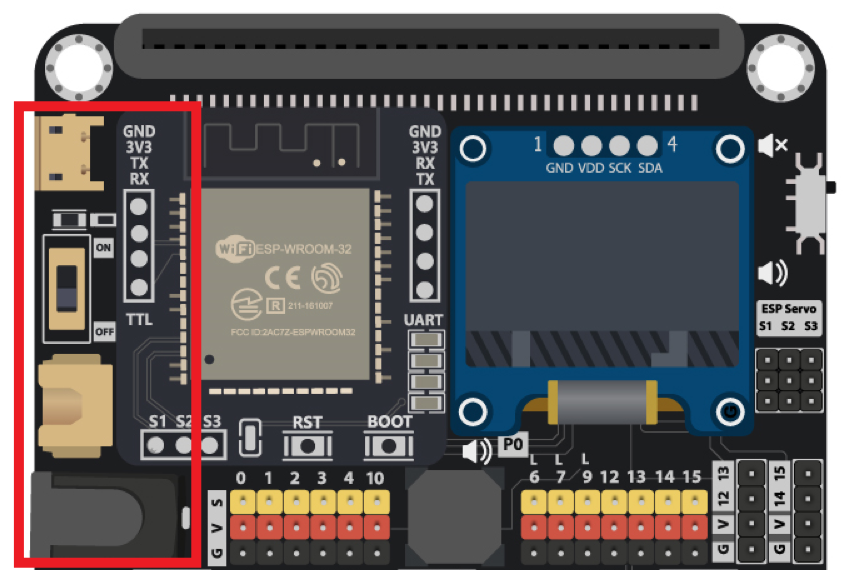 GND
3V3
TX
RX
GND
3V3
RX
TX
1 4
GND VDD SCK SDA
WiFi ESP-WROOM-32
CE
R 211-161007
FCC ID:2AC7Z-ESPWROOM32
ON
OFF
TTL
UART
ESP Servo
S1 S2 S3
S1 S2 S3
RST
BOOT
P0
L L L
0 1 2 3 4 10
6 7 9 12 13 14 15
S
V
G
13
12
V
G
15
14
V
G